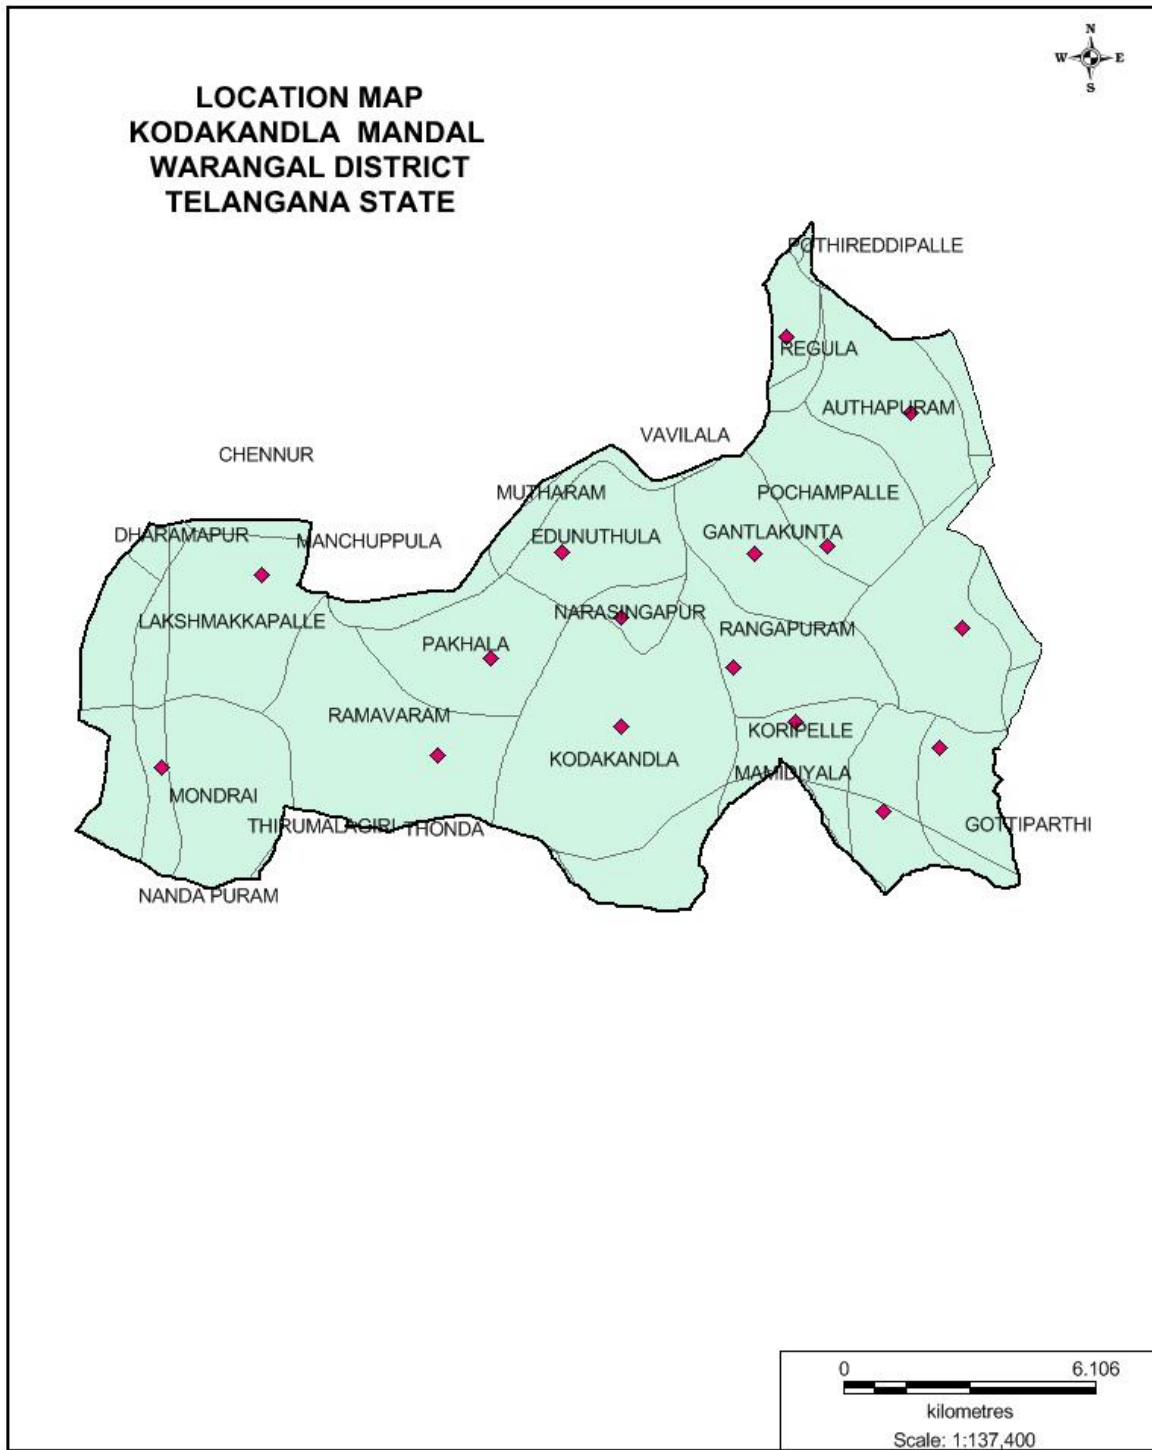 N
W E
S
LOCATION MAP
KODAKANDLA MANDAL
WARANGAL DISTRICT
TELANGANA STATE
POTHIREDDIPALLE
REGULA
AUTHAPURAM
VAVILALA
CHENNUR
MUTHARAM
POCHAMPALLE
DHARAMAPUR
MANCHUPPULA
EDUNUTHULA
GANTLAKUNTA
LAKSHMAKKAPALLE
NARASINGAPUR
RANGAPURAM
PAKHALA
RAMAVARAM
KORIPELLE
KODAKANDLA
MAMIDIYALA
MONDRAI
THIRUMALAGIRI
THONDA
GOTTIPARTHI
NANDA PURAM
0 6.106
kilometres
Scale: 1:137,400